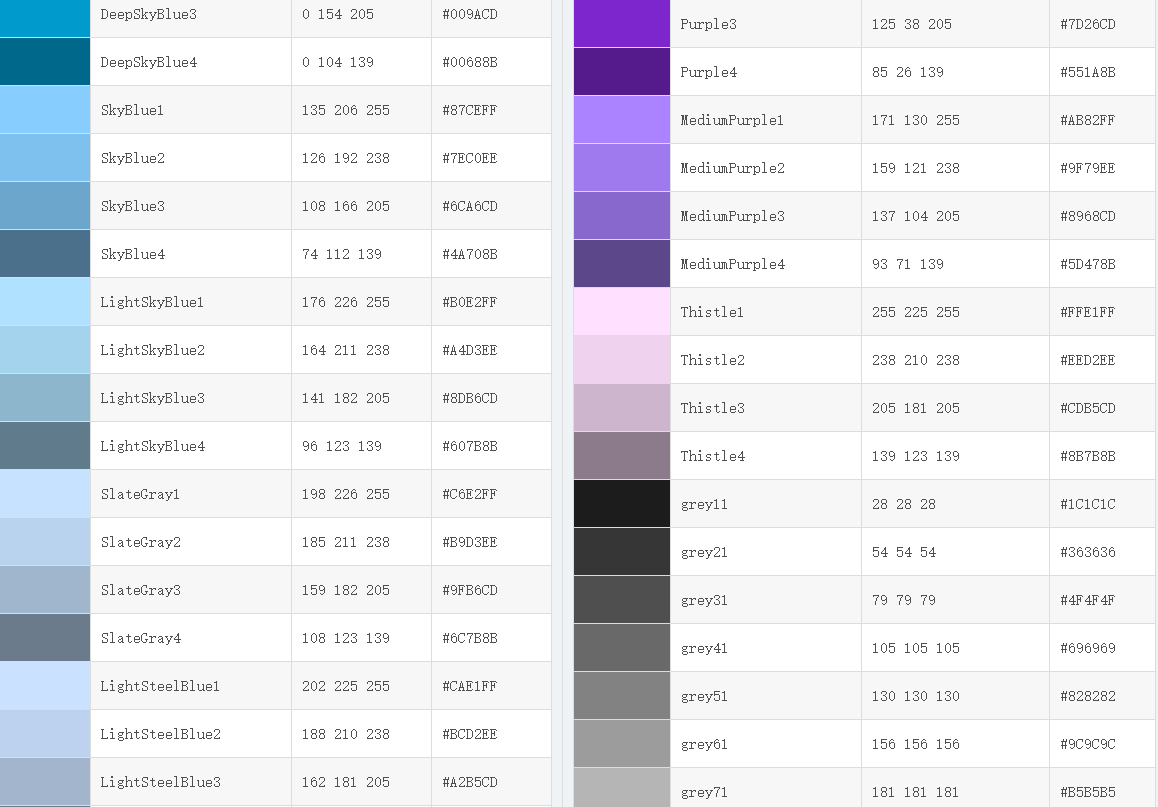 DeepSkyBlue3 0 154 205 #009ACD
DeepSkyBlue4 0 104 139 #00688B
SkyBlue1 135 206 255 #87CEFF
SkyBlue2 126 192 238 #7EC0EE
SkyBlue3 108 166 205 #6CA6CD
SkyBlue4 74 112 139 #4A708B
LightSkyBlue1 176 226 255 #B0E2FF
LightSkyBlue2 164 211 238 #A4D3EE
LightSkyBlue3 141 182 205 #8DB6CD
LightSkyBlue4 96 123 139 #607B8B
SlateGray1 198 226 255 #C6E2FF
SlateGray2 185 211 238 #B9D3EE
SlateGray3 159 182 205 #9FB6CD
SlateGray4 108 123 139 #6C7B8B
LightSteelBlue1 202 225 255 #CAE1FF
LightSteelBlue2 188 210 238 #BCD2EE
LightSteelBlue3 162 181 205 #A2B5CD
Purple3 125 38 205 #7D26CD
Purple4 85 26 139 #551A8B
MediumPurple1 171 130 255 #AB82FF
MediumPurple2 159 121 238 #9F79EE
MediumPurple3 137 104 205 #8968CD
MediumPurple4 93 71 139 #5D478B
Thistle1 255 225 255 #FFE1FF
Thistle2 238 210 238 #EED2EE
Thistle3 205 181 205 #CDB5CD
Thistle4 139 123 139 #8B7B8B
grey11 28 28 28 #1C1C1C
grey21 54 54 54 #363636
grey31 79 79 79 #4F4F4F
grey41 105 105 105 #696969
grey51 130 130 130 #828282
grey61 156 156 156 #9C9C9C
grey71 181 181 181 #B5B5B5